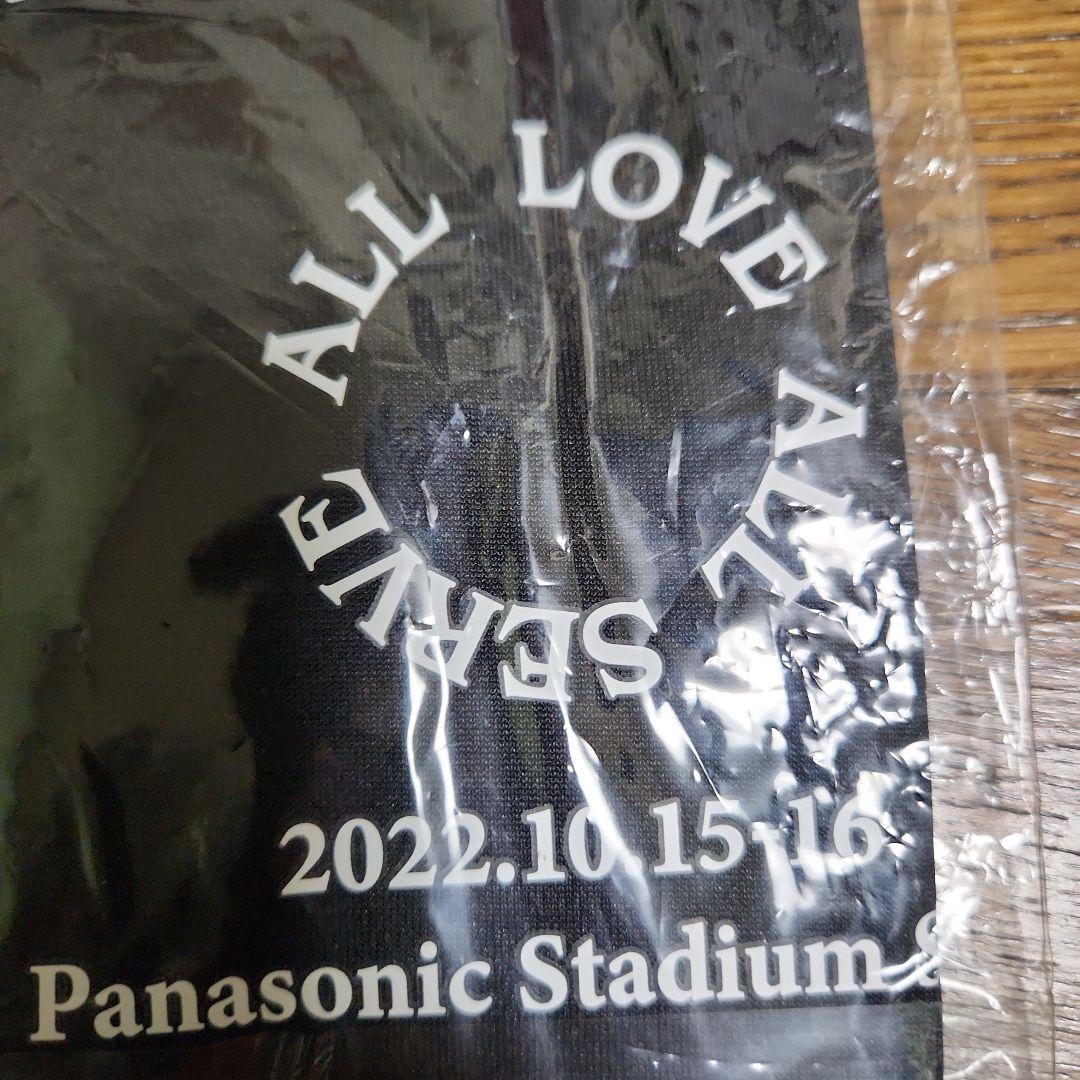 LOVE ALL SERVE ALL
2022.10.15-16
Panasonic Stadium